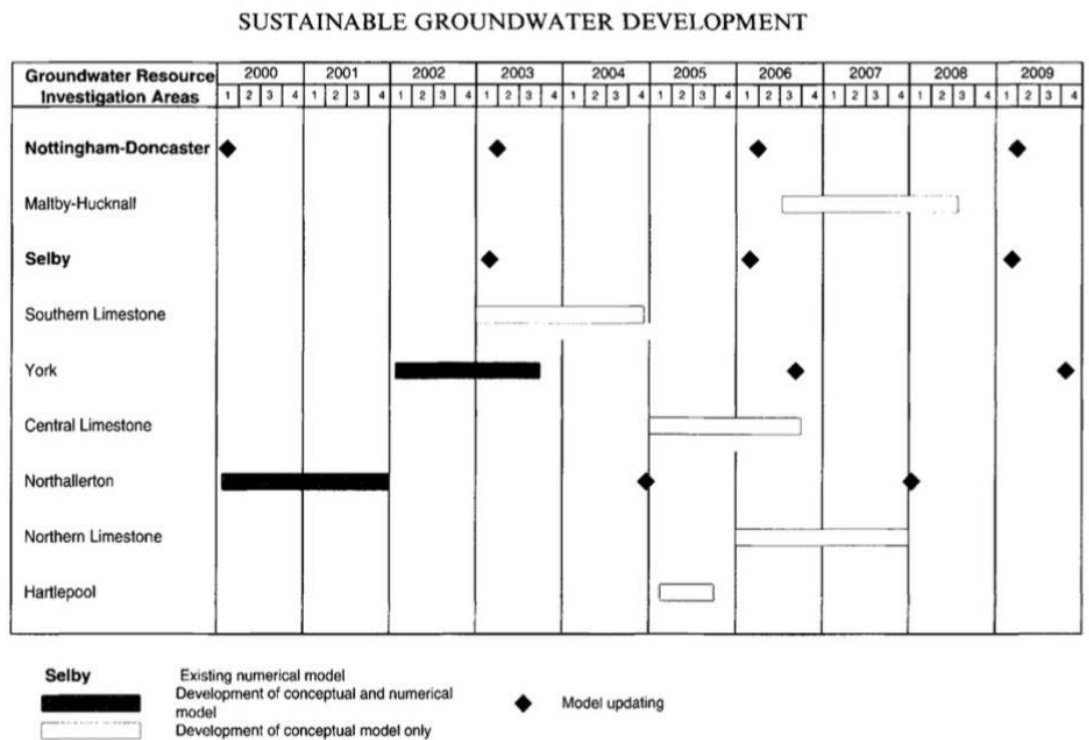 SUSTAINABLE GROUNDWATER DEVELOPMENT
Groundwater Resource 2000 2001 2002 2003 2004 2005 2006 2007 2008 2009
Investigation Areas 1 2 3 4 1 2 3 4 1 2 3 4 1 2 3 4 1 2 3 4 1 2 3 4 1 2 3 4 1 2 3 4 1 2 3 4 1 2 3 4
Nottingham-Doncaster
Maltby-Hucknall
Selby
Southern Limestone
York
Central Limestone
Northallerton
Northern Limestone
Hartlepool
Selby Existing numerical model
Development of conceptual and numerical
model
Model updating
Development of conceptual model only